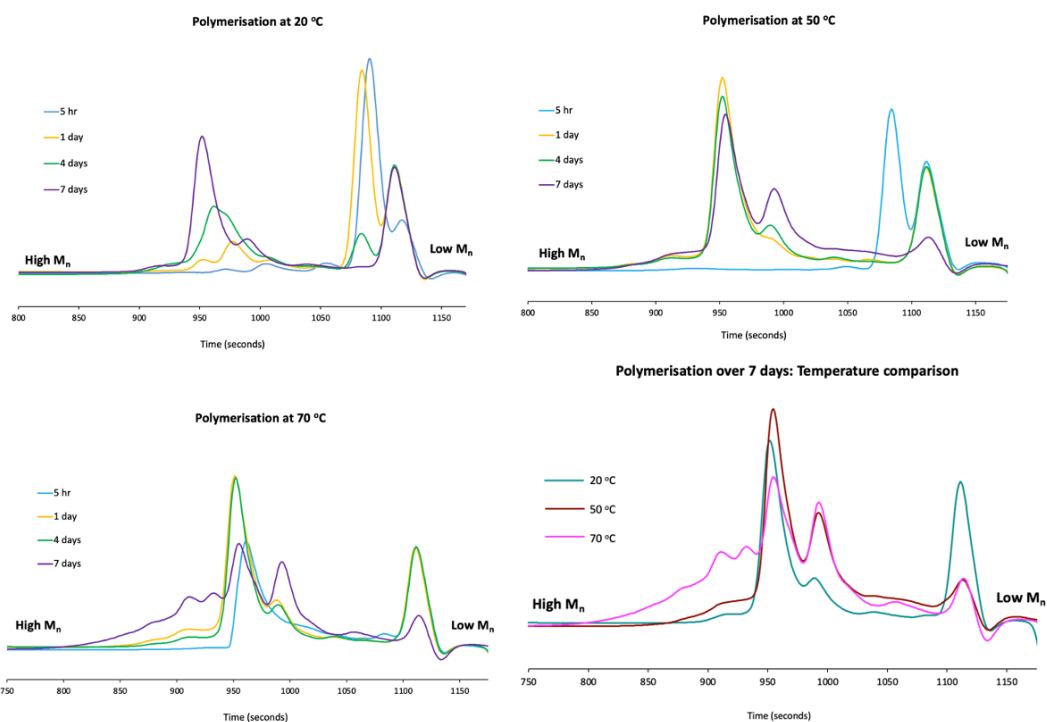 Polymerisation at 20 °C
5 hr
1 day
4 days
7 days
High Mn
Low Mn
800 850 900 950 1000 1050 1100 1150
Time (seconds)
Polymerisation at 50 °C
5 hr
1 day
4 days
7 days
High Mn
Low Mn
800 850 900 950 1000 1050 1100 1150
Time (seconds)
Polymerisation at 70 °C
5 hr
1 day
4 days
7 days
High Mn
Low Mn
750 800 850 900 950 1000 1050 1100 1150
Time (seconds)
Polymerisation over 7 days: Temperature comparison
20 °C
50 °C
70 °C
High Mn
Low Mn
750 800 850 900 950 1000 1050 1100 1150
Time (seconds)